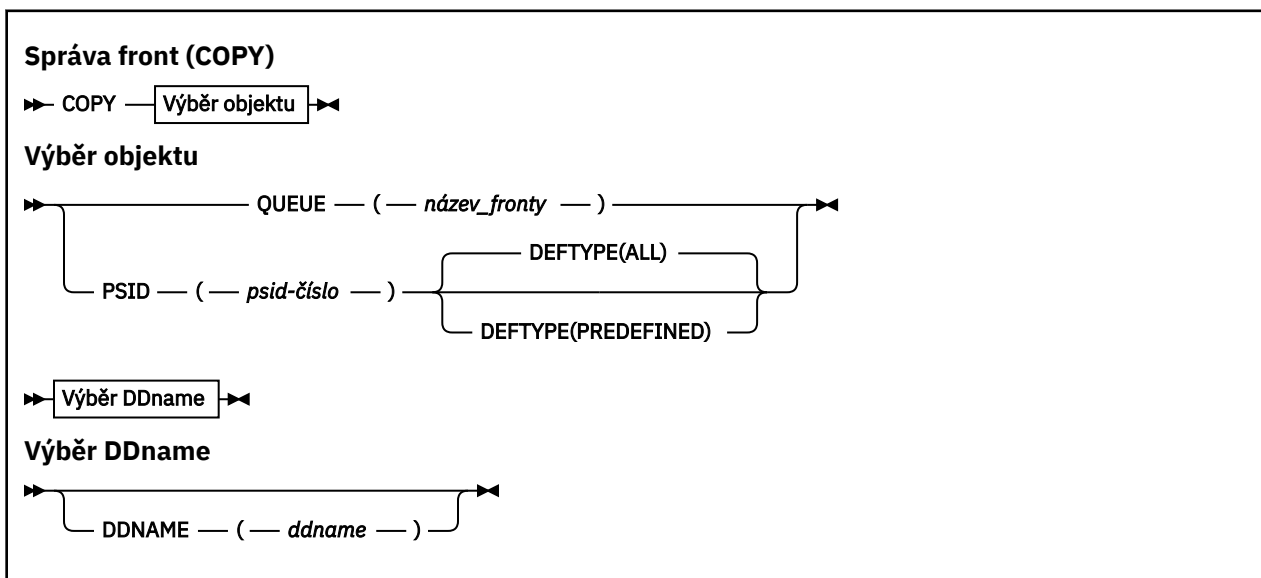 Správa front (COPY)
COPY Výběr objektu
Výběr objektu
QUEUE ( název_fronty )
DEFTYPE(ALL)
PSID ( psid-číslo )
DEFTYPE(PREDEFINED)
Výběr DDname
Výběr DDname
DDNAME ( ddname )